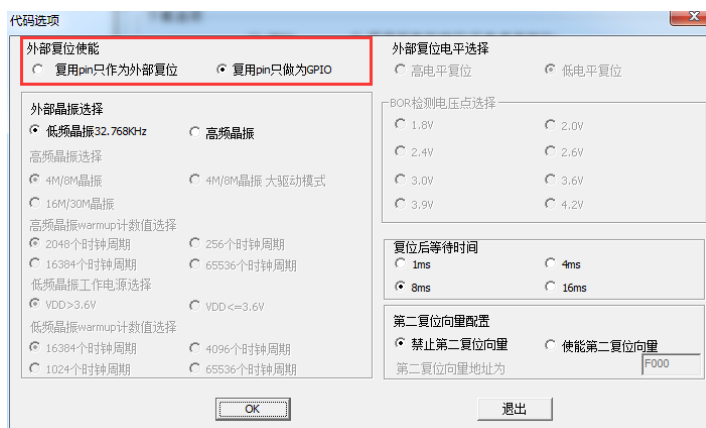 代码选项
外部复位使能
复用pin只作为外部复位
复用pin只做为GPIO
外部晶振选择
低频晶振32.768KHz
高频晶振
高频晶振选择
4M/8M晶振
4M/8M晶振 大驱动模式
16M/30M晶振
高频晶振warmup计数值选择
2048个时钟周期
256个时钟周期
16384个时钟周期
65536个时钟周期
低频晶振工作电源选择
VDD>3.6V
VDD<=3.6V
低频晶振warmup计数值选择
16384个时钟周期
4096个时钟周期
1024个时钟周期
65536个时钟周期
外部复位电平选择
高电平复位
低电平复位
BOR检测电压点选择
1.8V
2.0V
2.4V
2.6V
3.0V
3.6V
3.9V
4.2V
复位后等待时间
1ms
4ms
8ms
16ms
第二复位向量配置
禁止第二复位向量
使能第二复位向量
第二复位向量地址为
F000
OK
退出